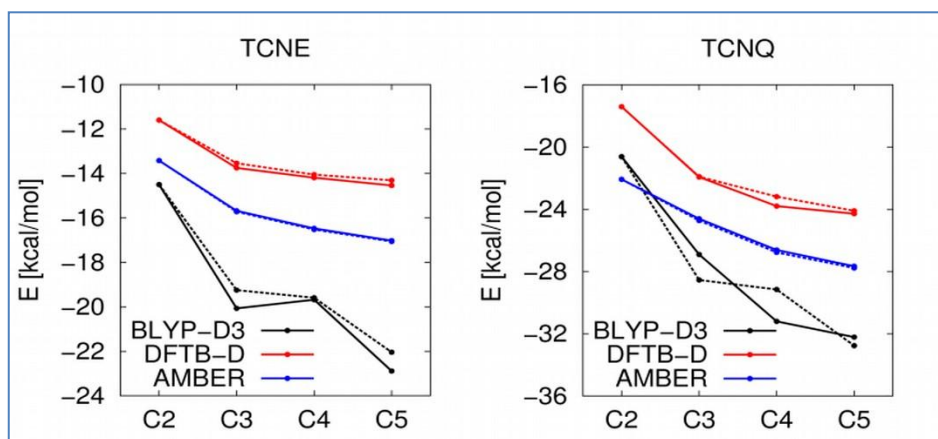 TCNE
E [kcal/mol]
−10
−12
−14
−16
−18
−20
−22
−24
BLYP−D3
DFTB−D
AMBER
C2 C3 C4 C5
TCNQ
E [kcal/mol]
−16
−20
−24
−28
−32
−36
BLYP−D3
DFTB−D
AMBER
C2 C3 C4 C5